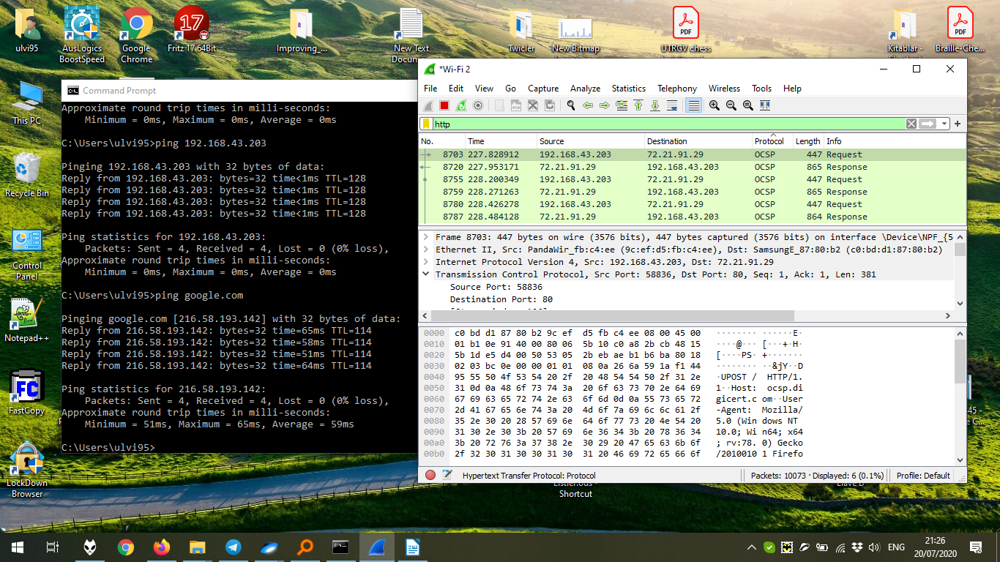 ulvi95
AusLogics
BoostSpeed
Google
Chrome
17
Fritz 17 64Bit
Improving_...
New Text
Docum...
Twicler
New Bitmap
PDF
UTRGV chess
Kitablar -
PDF
Braille-Che...
This PC
Recycle Bin
Control
Panel
Notepad++
FC
FastCopy
LockDown
Browser
Command Prompt
Approximate round trip times in milli-seconds:
Minimum = 0ms, Maximum = 0ms, Average = 0ms
C:\Users\ulvi95>ping 192.168.43.203
Pinging 192.168.43.203 with 32 bytes of data:
Reply from 192.168.43.203: bytes=32 time<1ms TTL=128
Reply from 192.168.43.203: bytes=32 time<1ms TTL=128
Reply from 192.168.43.203: bytes=32 time<1ms TTL=128
Reply from 192.168.43.203: bytes=32 time<1ms TTL=128
Ping statistics for 192.168.43.203:
Packets: Sent = 4, Received = 4, Lost = 0 (0% loss),
Approximate round trip times in milli-seconds:
Minimum = 0ms, Maximum = 0ms, Average = 0ms
C:\Users\ulvi95>ping google.com
Pinging google.com [216.58.193.142] with 32 bytes of data:
Reply from 216.58.193.142: bytes=32 time=65ms TTL=114
Reply from 216.58.193.142: bytes=32 time=58ms TTL=114
Reply from 216.58.193.142: bytes=32 time=51ms TTL=114
Reply from 216.58.193.142: bytes=32 time=64ms TTL=114
Ping statistics for 216.58.193.142:
Packets: Sent = 4, Received = 4, Lost = 0 (0% loss),
Approximate round trip times in milli-seconds:
Minimum = 51ms, Maximum = 65ms, Average = 59ms
C:\Users\ulvi95>
*Wi-Fi 2
File Edit View Go Capture Analyze Statistics Telephony Wireless Tools Help
http
No. Time Source Destination Protocol Length Info
8703 227.828912 192.168.43.203 72.21.91.29 OCSP 447 Request
8720 227.953171 72.21.91.29 192.168.43.203 OCSP 865 Response
8755 228.200349 192.168.43.203 72.21.91.29 OCSP 447 Request
8759 228.271263 72.21.91.29 192.168.43.203 OCSP 865 Response
8780 228.426278 192.168.43.203 72.21.91.29 OCSP 447 Request
8787 228.484128 72.21.91.29 192.168.43.203 OCSP 864 Response
Frame 8703: 447 bytes on wire (3576 bits), 447 bytes captured (3576 bits) on interface \Device\NPF_{5
Ethernet II, Src: PandaWir_fb:c4:ee (9c:ef:d5:fb:c4:ee), Dst: SamsungE_87:80:b2 (c0:bd:d1:87:80:b2)
Internet Protocol Version 4, Src: 192.168.43.203, Dst: 72.21.91.29
Transmission Control Protocol, Src Port: 58836, Dst Port: 80, Seq: 1, Ack: 1, Len: 381
Source Port: 58836
Destination Port: 80
0000 c0 bd d1 87 80 b2 9c ef d5 fb c4 ee 08 00 45 00 ········ ······E·
0010 01 b1 0e 91 40 00 80 06 5b 10 c0 a8 2b cb 48 15 ····@··· [···+·H·
0020 5b 1d e5 d4 00 50 53 05 2b eb ae b1 b6 ba 80 18 [····PS· +·······
0030 02 03 bc 0e 00 00 01 01 08 0a 26 6a 59 1a f1 44 ········ ··&jY··D
0040 95 55 50 4f 53 54 20 2f 20 48 54 54 50 2f 31 2e ·UPOST / HTTP/1.
0050 31 0d 0a 48 6f 73 74 3a 20 6f 63 73 70 2e 64 69 1··Host: ocsp.di
0060 67 69 63 65 72 74 2e 63 6f 6d 0d 0a 55 73 65 72 gicert.c om··User
0070 2d 41 67 65 6e 74 3a 20 4d 6f 7a 69 6c 6c 61 2f -Agent: Mozilla/
0080 35 2e 30 20 28 57 69 6e 64 6f 77 73 20 4e 54 20 5.0 (Win dows NT
0090 31 30 2e 30 3b 20 57 69 6e 36 34 3b 20 78 36 34 10.0; Wi n64; x64
00a0 3b 20 72 76 3a 37 38 2e 30 29 20 47 65 63 6b 6f ; rv:78. 0) Gecko
00b0 2f 32 30 31 30 30 31 30 31 20 46 69 72 65 66 6f /2010010 1 Firefo
Hypertext Transfer Protocol: Protocol
Packets: 10073 · Displayed: 6 (0.1%)
Profile: Default
Shortcut
ENG
21:26
20/07/2020